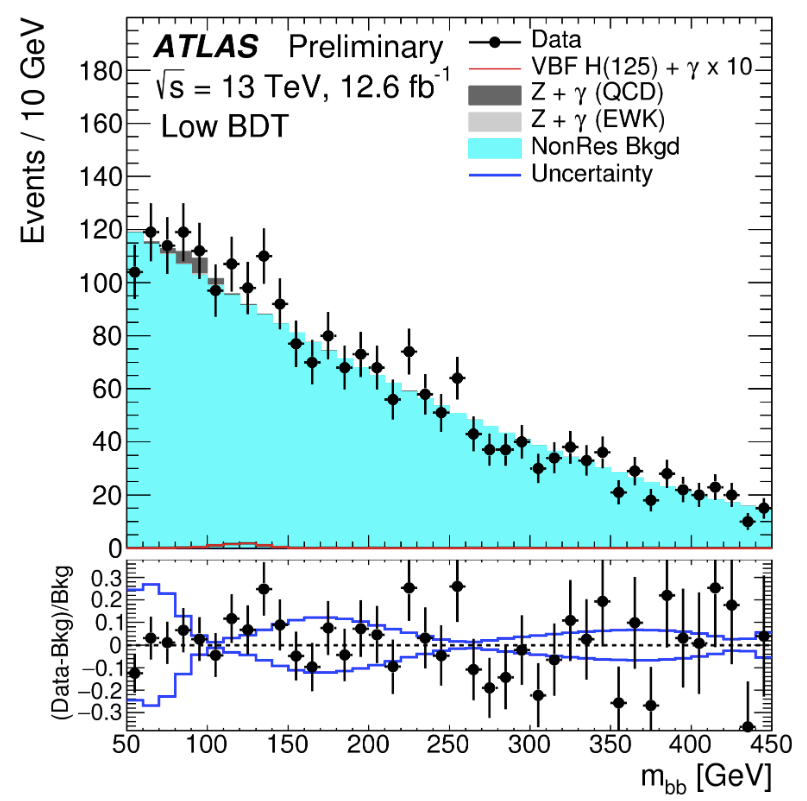 ATLAS Preliminary
√s = 13 TeV, 12.6 fb⁻¹
Low BDT
Data
VBF H(125) + γ x 10
Z + γ (QCD)
Z + γ (EWK)
NonRes Bkgd
Uncertainty
Events / 10 GeV
180
160
140
120
100
80
60
40
20
0
(Data-Bkg)/Bkg
0.3
0.2
0.1
0
−0.1
−0.2
−0.3
50 100 150 200 250 300 350 400 450
m_bb [GeV]